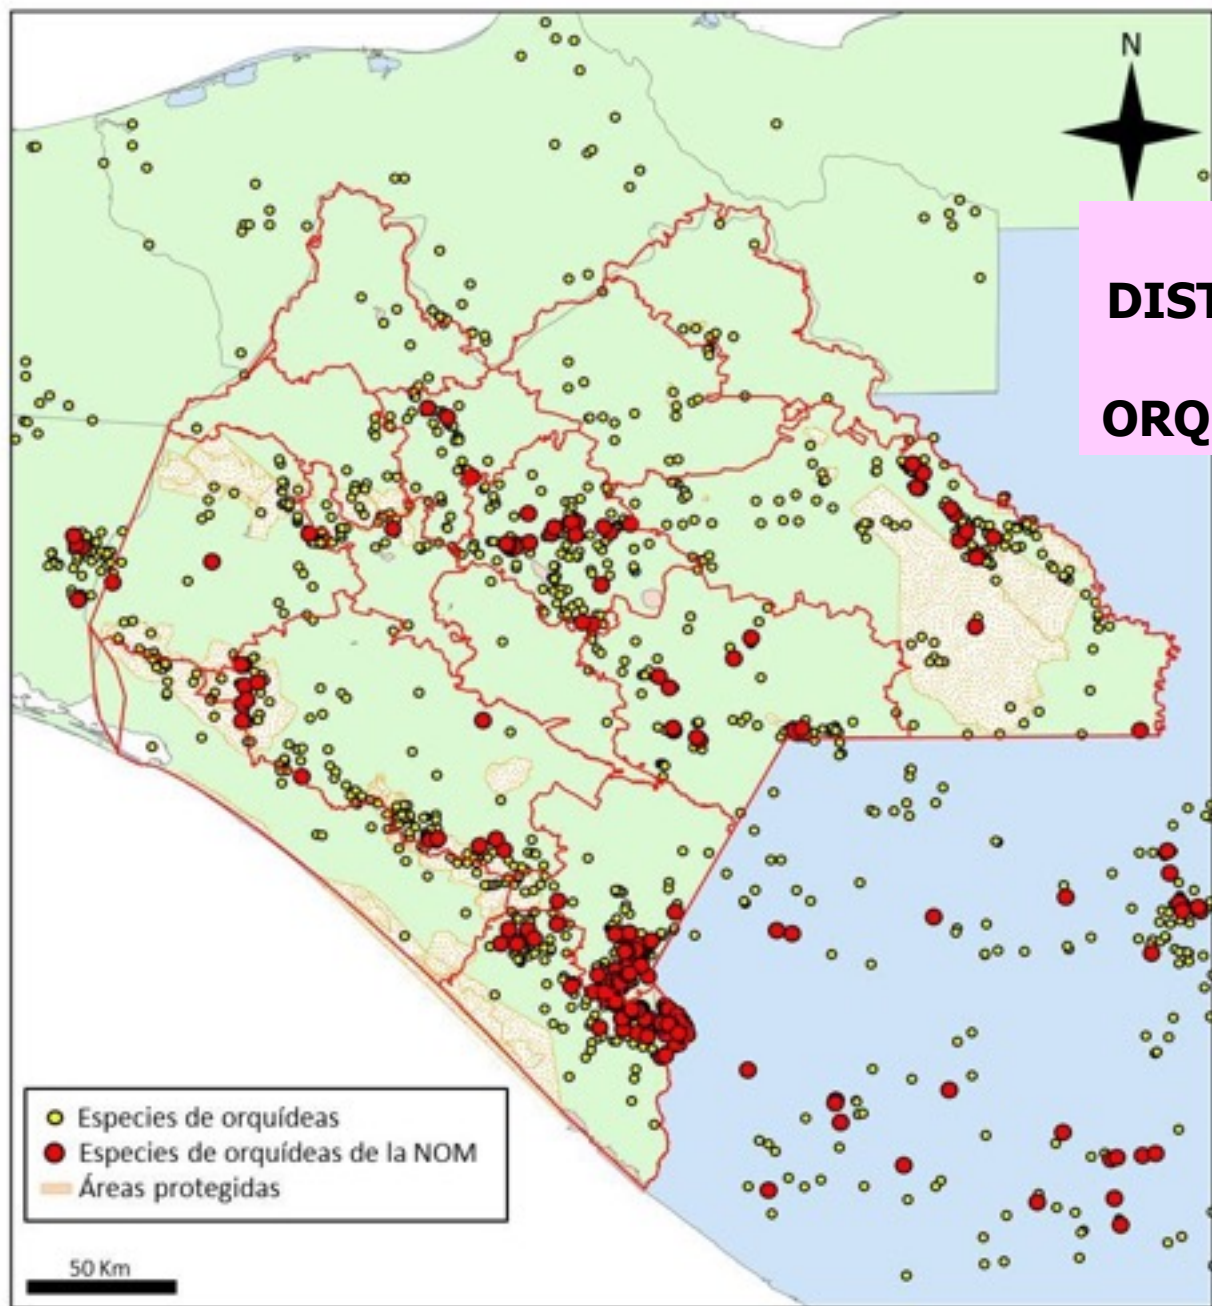 N
DIST
ORQ
Especies de orquídeas
Especies de orquídeas de la NOM
Áreas protegidas
50 Km